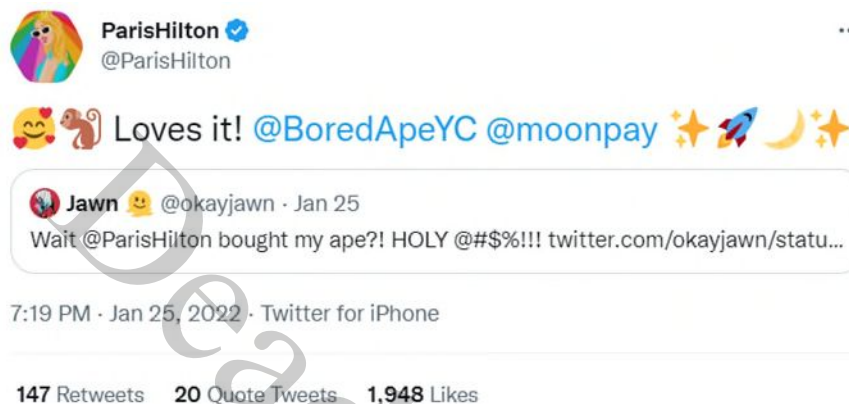 ParisHilton
@ParisHilton
🥰🐒 Loves it! @BoredApeYC @moonpay ✨🚀🌙✨
Jawn 🫠 @okayjawn · Jan 25
Wait @ParisHilton bought my ape?! HOLY @#$%!!! twitter.com/okayjawn/statu...
7:19 PM · Jan 25, 2022 · Twitter for iPhone
147 Retweets 20 Quote Tweets 1,948 Likes